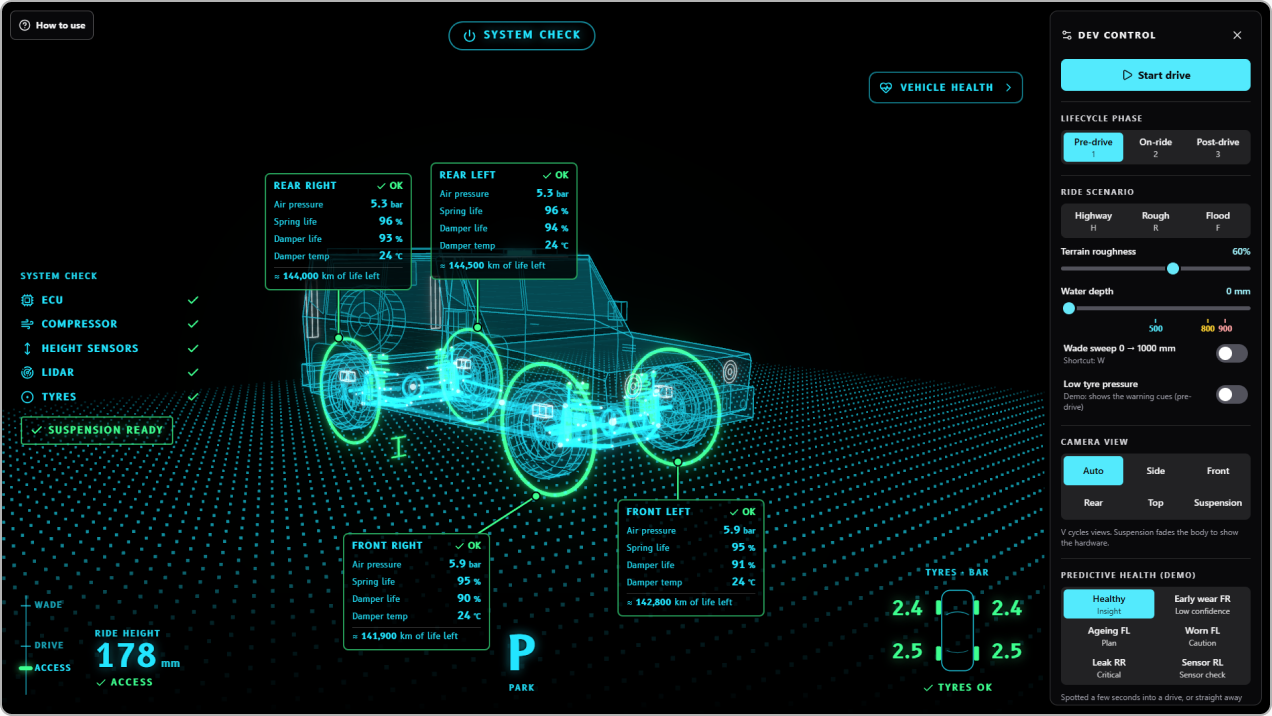 How to use
SYSTEM CHECK
VEHICLE HEALTH
REAR RIGHT OK
Air pressure 5.3 bar
Spring life 96 %
Damper life 93 %
Damper temp 24 °C
≈ 144,000 km of life left
REAR LEFT OK
Air pressure 5.3 bar
Spring life 96 %
Damper life 94 %
Damper temp 24 °C
≈ 144,500 km of life left
SYSTEM CHECK
ECU
COMPRESSOR
HEIGHT SENSORS
LIDAR
TYRES
SUSPENSION READY
FRONT RIGHT OK
Air pressure 5.9 bar
Spring life 95 %
Damper life 90 %
Damper temp 24 °C
≈ 141,900 km of life left
FRONT LEFT OK
Air pressure 5.9 bar
Spring life 95 %
Damper life 91 %
Damper temp 24 °C
≈ 142,800 km of life left
WADE
DRIVE
ACCESS
RIDE HEIGHT
178 mm
ACCESS
P
PARK
TYRES · BAR
2.4 2.4
2.5 2.5
TYRES OK
DEV CONTROL
Start drive
LIFECYCLE PHASE
Pre-drive On-ride Post-drive
1 2 3
RIDE SCENARIO
Highway Rough Flood
H R F
Terrain roughness 60%
Water depth 0 mm
500 800 900
Wade sweep 0 → 1000 mm
Shortcut: W
Low tyre pressure
Demo: shows the warning cues (pre-
drive)
CAMERA VIEW
Auto Side Front
Rear Top Suspension
V cycles views. Suspension fades the body to show
the hardware.
PREDICTIVE HEALTH (DEMO)
Healthy Early wear FR
Insight Low confidence
Ageing FL Worn FL
Plan Caution
Leak RR Sensor RL
Critical Sensor check
Spotted a few seconds into a drive, or straight away